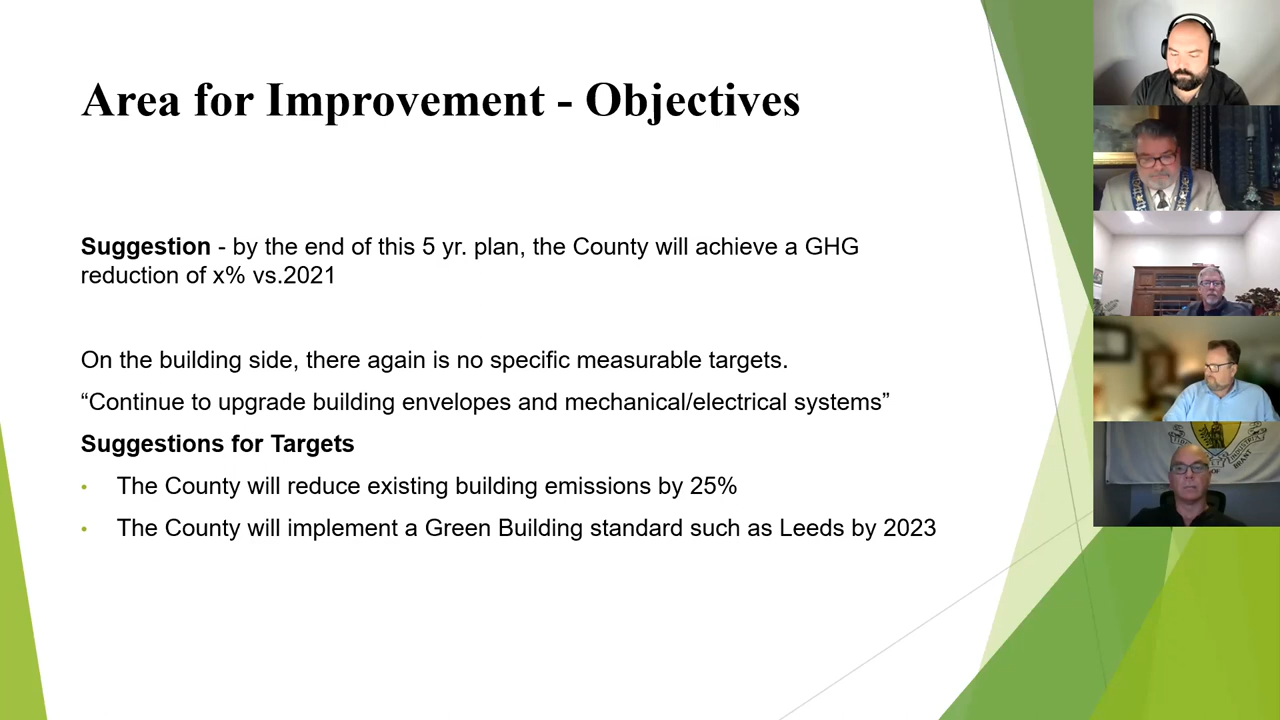 Area for Improvement - Objectives
Suggestion - by the end of this 5 yr. plan, the County will achieve a GHG
reduction of x% vs.2021
On the building side, there again is no specific measurable targets.
“Continue to upgrade building envelopes and mechanical/electrical systems”
Suggestions for Targets
• The County will reduce existing building emissions by 25%
• The County will implement a Green Building standard such as Leeds by 2023
OF BRANT